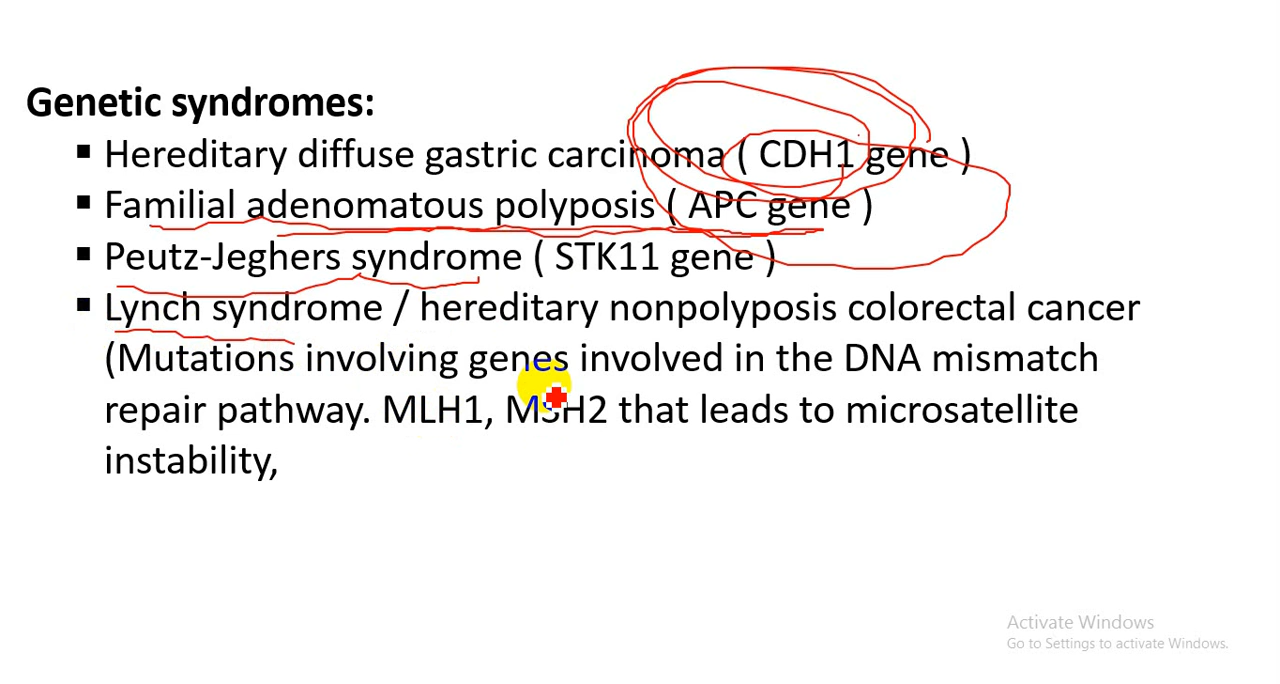 Genetic syndromes:
▪ Hereditary diffuse gastric carcinoma ( CDH1 gene )
▪ Familial adenomatous polyposis ( APC gene )
▪ Peutz-Jeghers syndrome ( STK11 gene )
▪ Lynch syndrome / hereditary nonpolyposis colorectal cancer
(Mutations involving genes involved in the DNA mismatch
repair pathway. MLH1, MSH2 that leads to microsatellite
instability,
Activate Windows
Go to Settings to activate Windows.